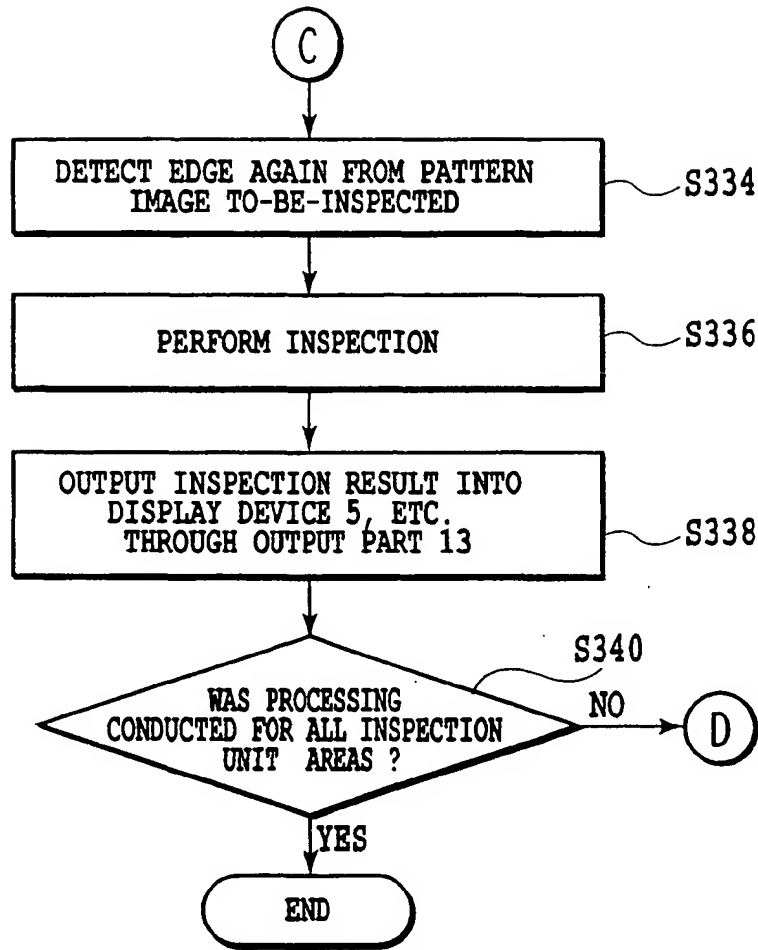 C
DETECT EDGE AGAIN FROM PATTERN
IMAGE TO-BE-INSPECTED
S334
PERFORM INSPECTION
S336
OUTPUT INSPECTION RESULT INTO
DISPLAY DEVICE 5, ETC.
THROUGH OUTPUT PART 13
S338
S340
WAS PROCESSING
CONDUCTED FOR ALL INSPECTION
UNIT AREAS ?
NO
D
YES
END